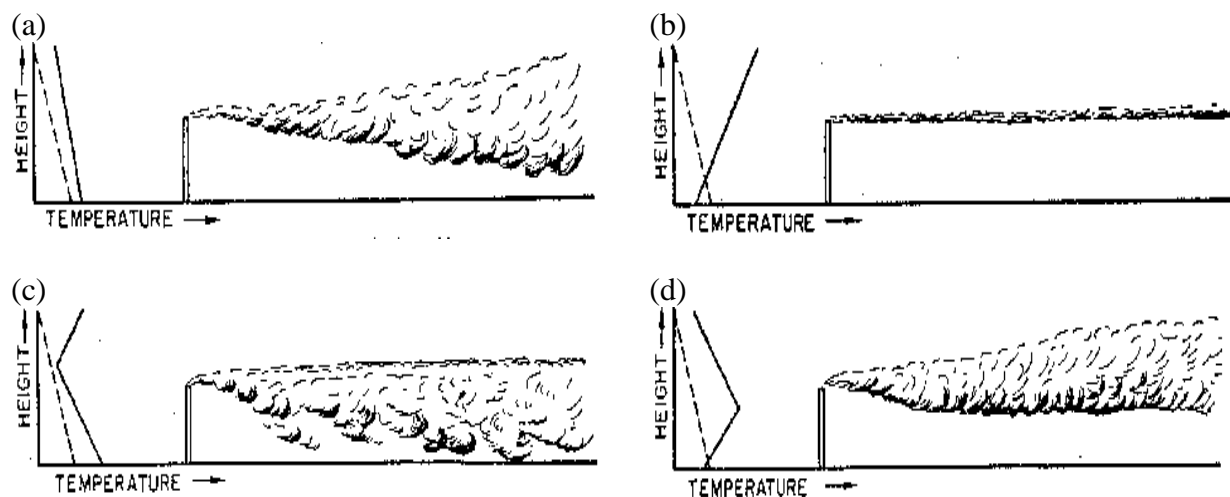 (a)
HEIGHT
TEMPERATURE
(b)
HEIGHT
TEMPERATURE
(c)
HEIGHT
TEMPERATURE
(d)
HEIGHT
TEMPERATURE